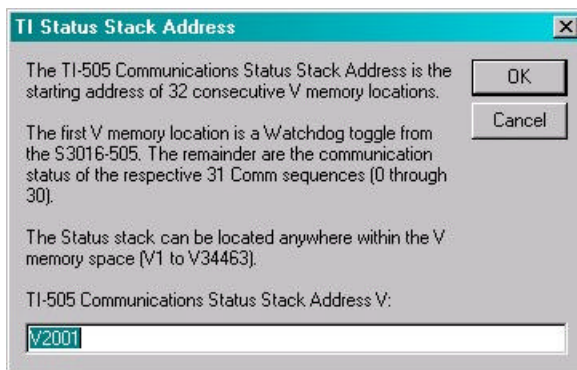 TI Status Stack Address
The TI-505 Communications Status Stack Address is the
starting address of 32 consecutive V memory locations.
OK
Cancel
The first V memory location is a Watchdog toggle from
the S3016-505. The remainder are the communication
status of the respective 31 Comm sequences (0 through
30).
The Status stack can be located anywhere within the V
memory space (V1 to V34463).
TI-505 Communications Status Stack Address V:
V2001